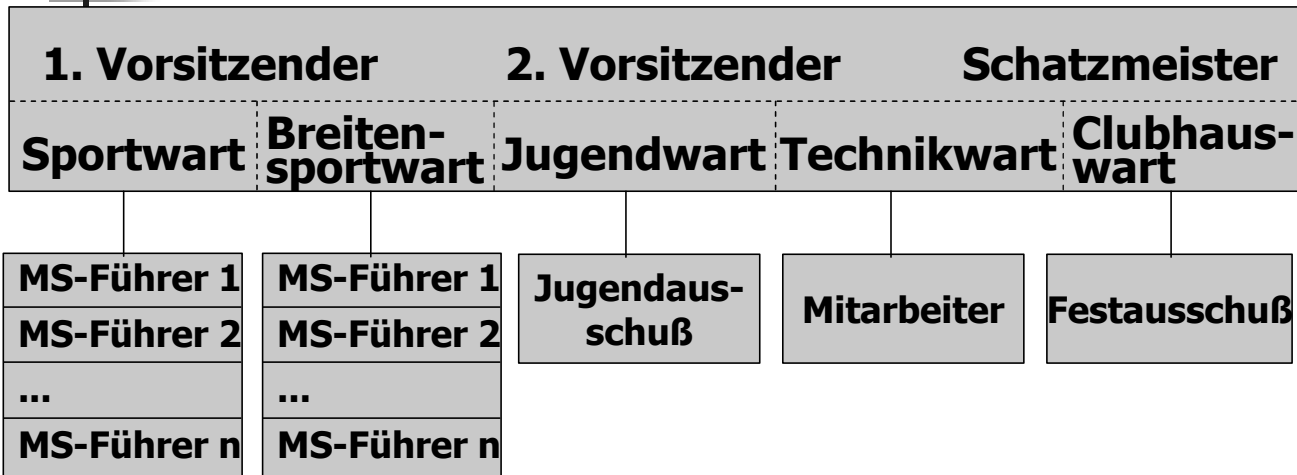 1. Vorsitzender 2. Vorsitzender Schatzmeister
Sportwart
Breiten-
sportwart
Jugendwart
Technikwart
Clubhaus-
wart
MS-Führer 1
MS-Führer 2
...
MS-Führer n
MS-Führer 1
MS-Führer 2
...
MS-Führer n
Jugendaus-
schuß
Mitarbeiter
Festausschuß